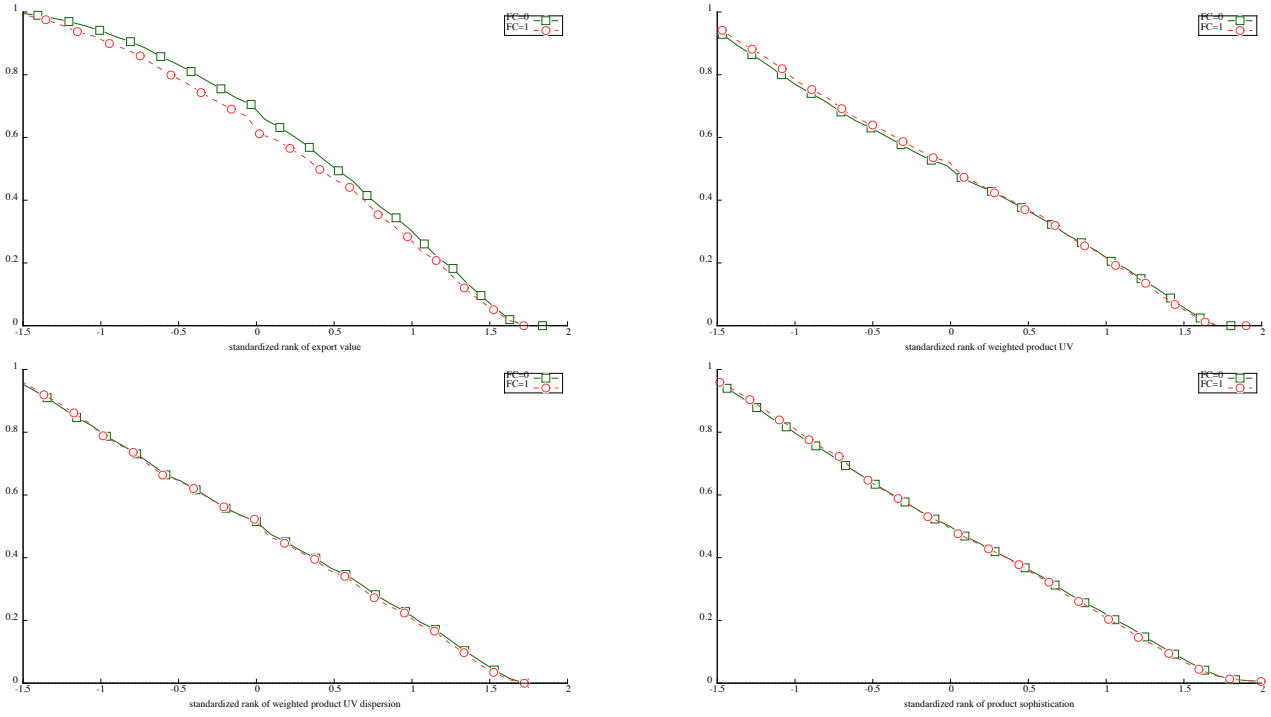 1
FC=0
FC=1
0.8
0.6
0.4
0.2
0
-1.5 -1 -0.5 0 0.5 1 1.5 2
standardized rank of export value
1
FC=0
FC=1
0.8
0.6
0.4
0.2
0
-1.5 -1 -0.5 0 0.5 1 1.5 2
standardized rank of weighted product UV
1
FC=0
FC=1
0.8
0.6
0.4
0.2
0
-1.5 -1 -0.5 0 0.5 1 1.5 2
standardized rank of weighted product UV dispersion
1
FC=0
FC=1
0.8
0.6
0.4
0.2
0
-1.5 -1 -0.5 0 0.5 1 1.5 2
standardized rank of product sophistication